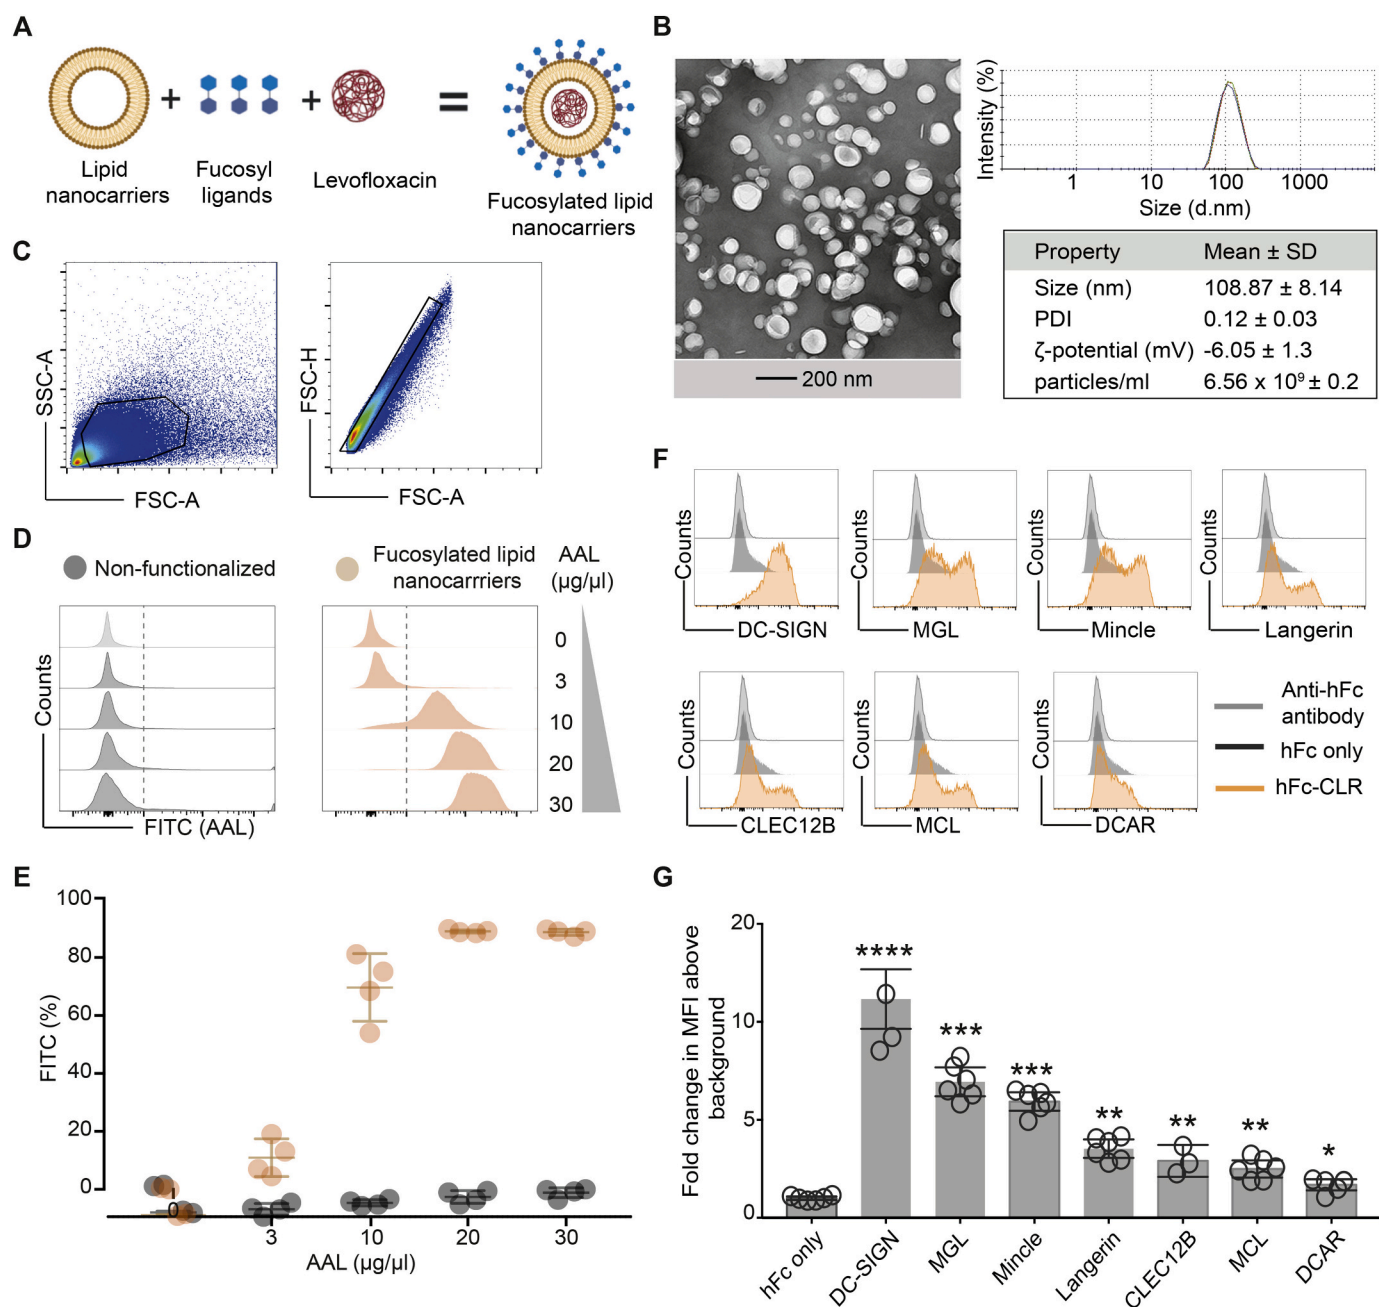 A
+
+
=
Lipid
nanocarriers
Fucosyl
ligands
Levofloxacin
Fucosylated lipid
nanocarriers
B
200 nm
Intensity (%)
1
10
100
1000
Size (d.nm)
Property Mean ± SD
Size (nm) 108.87 ± 8.14
PDI 0.12 ± 0.03
ζ-potential (mV) -6.05 ± 1.3
particles/ml 6.56 x 10⁹ ± 0.2
C
SSC-A
FSC-A
FSC-H
FSC-A
D
Non-functionalized
Fucosylated lipid
nanocarrriers
AAL
(µg/µl)
Counts
FITC (AAL)
0
3
10
20
30
E
FITC (%)
100
80
60
40
20
0
0
3
10
20
30
AAL (µg/µl)
F
Counts
DC-SIGN
Counts
MGL
Counts
Mincle
Counts
Langerin
Counts
CLEC12B
Counts
MCL
Counts
DCAR
Anti-hFc
antibody
hFc only
hFc-CLR
G
Fold change in MFI above
background
20
10
5
0
****
***
***
**
**
**
*
hFc only
DC-SIGN
MGL
Mincle
Langerin
CLEC12B
MCL
DCAR